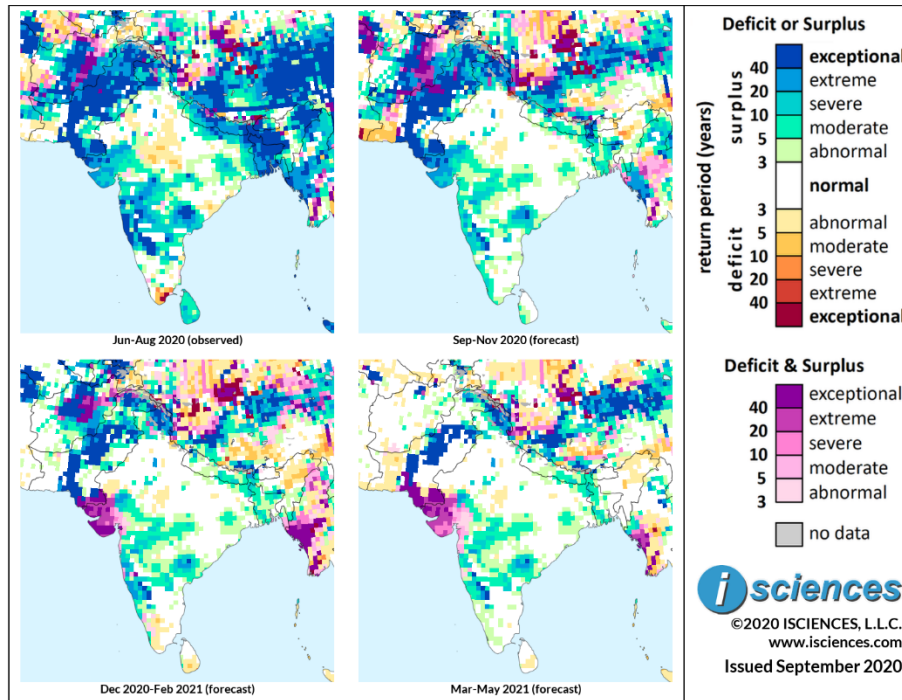 Jun-Aug 2020 (observed)
Sep-Nov 2020 (forecast)
Dec 2020-Feb 2021 (forecast)
Mar-May 2021 (forecast)
Deficit or Surplus
return period (years)
surplus
deficit
40 exceptional
20 extreme
10 severe
5 moderate
3 abnormal
normal
3 abnormal
5 moderate
10 severe
20 extreme
40 exceptional
Deficit & Surplus
40 exceptional
20 extreme
10 severe
5 moderate
3 abnormal
no data
i sciences
©2020 ISCIENCES, L.L.C.
www.isciences.com
Issued September 2020